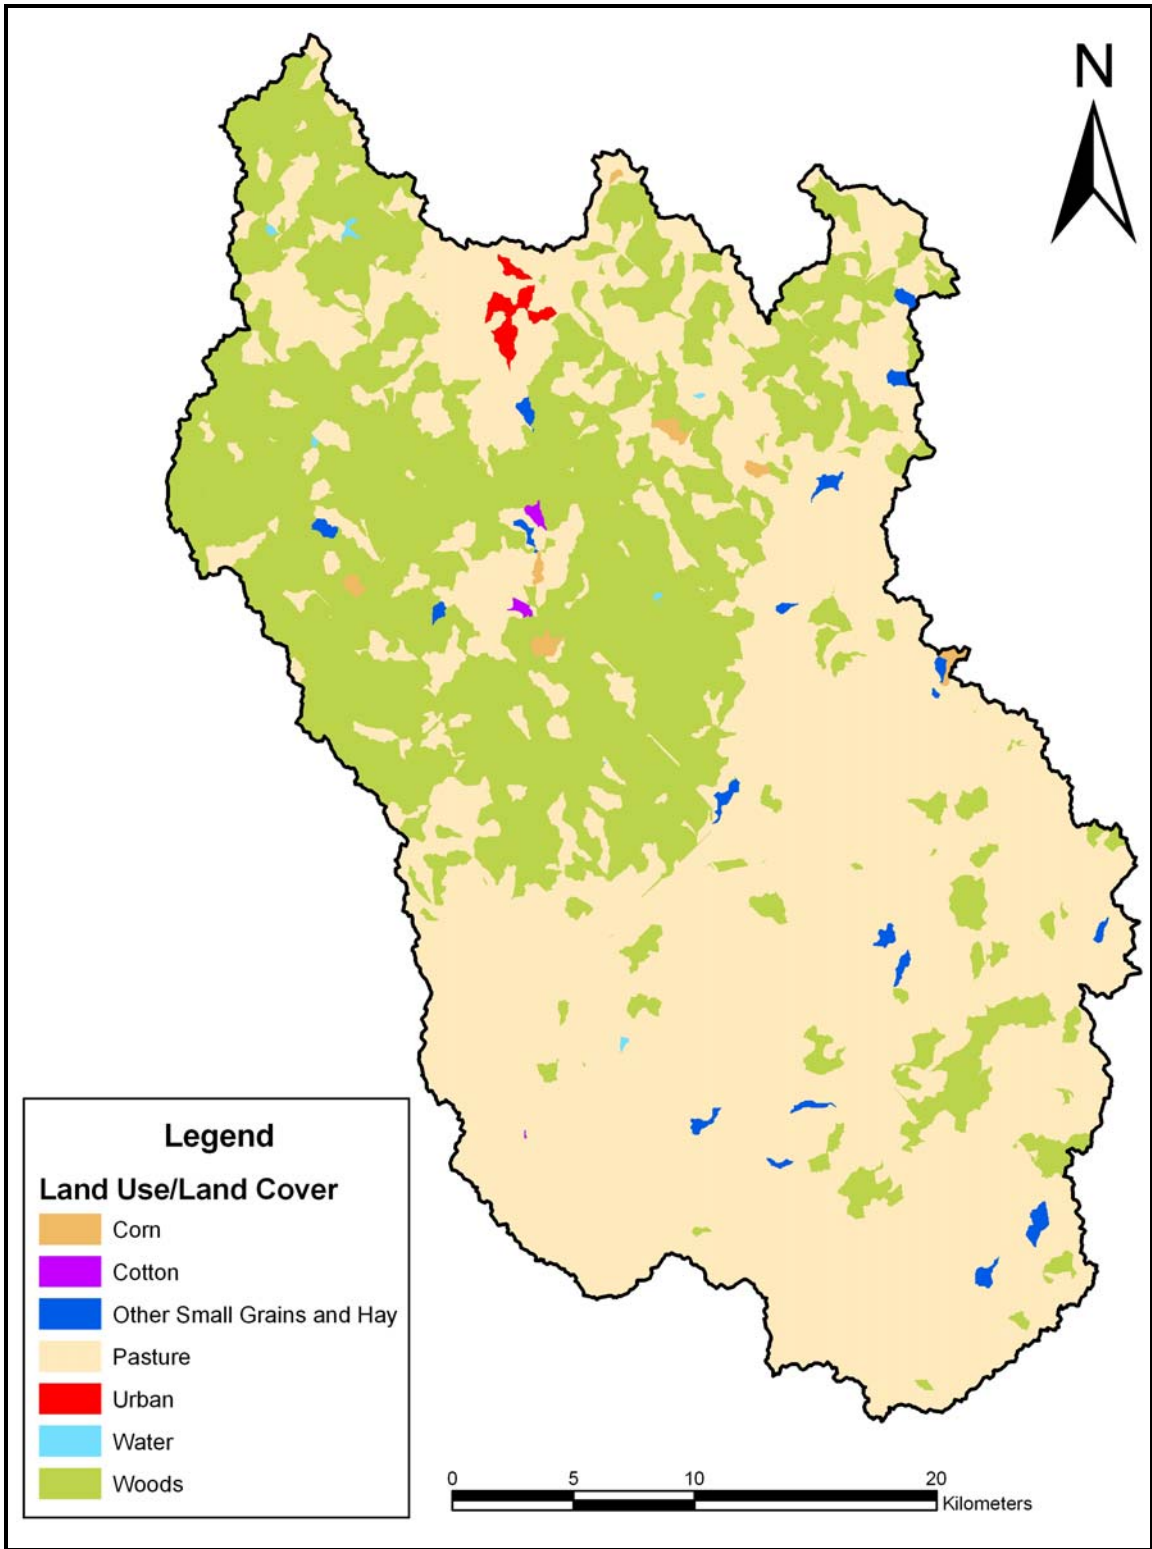 N
Legend
Land Use/Land Cover
Corn
Cotton
Other Small Grains and Hay
Pasture
Urban
Water
Woods
0 5 10 20
Kilometers